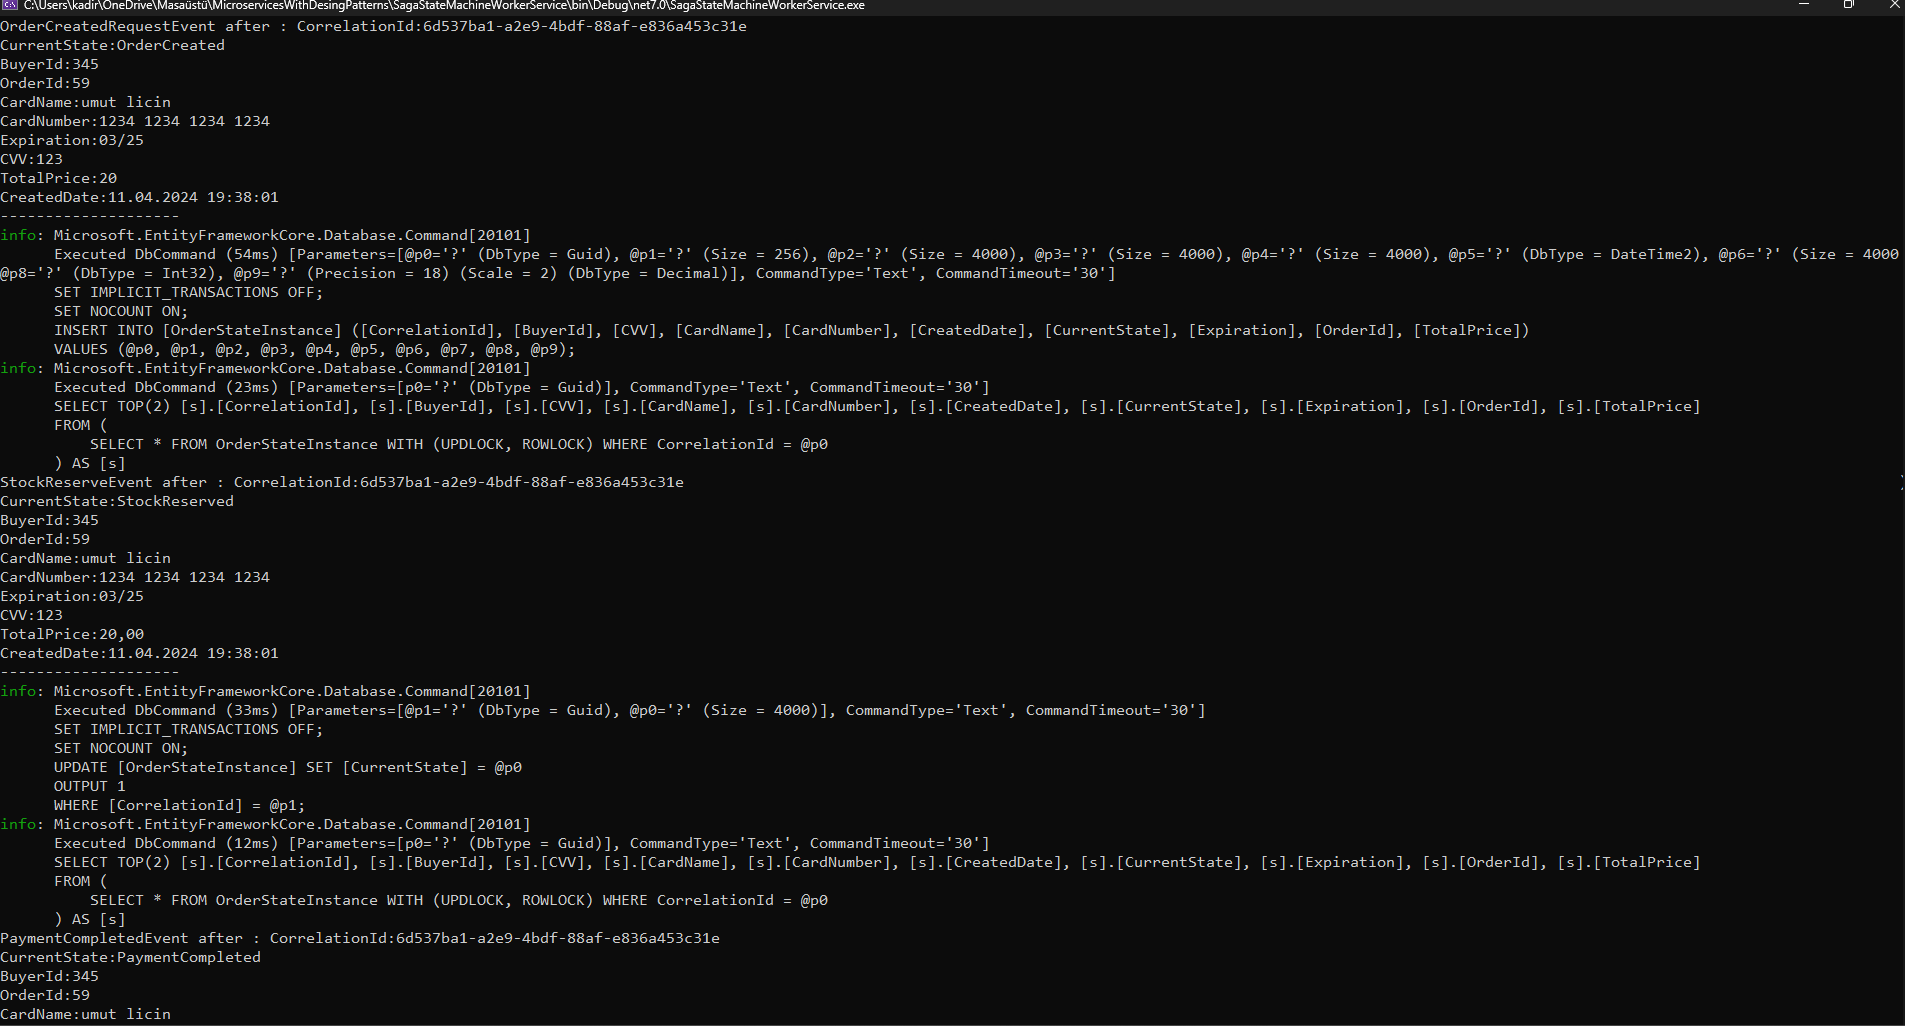 C:\Users\kadir\OneDrive\Masaüstü\MicroservicesWithDesingPatterns\SagaStateMachineWorkerService\bin\Debug\net7.0\SagaStateMachineWorkerService.exe
OrderCreatedRequestEvent after : CorrelationId:6d537ba1-a2e9-4bdf-88af-e836a453c31e
CurrentState:OrderCreated
BuyerId:345
OrderId:59
CardName:umut licin
CardNumber:1234 1234 1234 1234
Expiration:03/25
CVV:123
TotalPrice:20
CreatedDate:11.04.2024 19:38:01
--------------------
info: Microsoft.EntityFrameworkCore.Database.Command[20101]
      Executed DbCommand (54ms) [Parameters=[@p0='?' (DbType = Guid), @p1='?' (Size = 256), @p2='?' (Size = 4000), @p3='?' (Size = 4000), @p4='?' (Size = 4000), @p5='?' (DbType = DateTime2), @p6='?' (Size = 4000
@p8='?' (DbType = Int32), @p9='?' (Precision = 18) (Scale = 2) (DbType = Decimal)], CommandType='Text', CommandTimeout='30']
      SET IMPLICIT_TRANSACTIONS OFF;
      SET NOCOUNT ON;
      INSERT INTO [OrderStateInstance] ([CorrelationId], [BuyerId], [CVV], [CardName], [CardNumber], [CreatedDate], [CurrentState], [Expiration], [OrderId], [TotalPrice])
      VALUES (@p0, @p1, @p2, @p3, @p4, @p5, @p6, @p7, @p8, @p9);
info: Microsoft.EntityFrameworkCore.Database.Command[20101]
      Executed DbCommand (23ms) [Parameters=[p0='?' (DbType = Guid)], CommandType='Text', CommandTimeout='30']
      SELECT TOP(2) [s].[CorrelationId], [s].[BuyerId], [s].[CVV], [s].[CardName], [s].[CardNumber], [s].[CreatedDate], [s].[CurrentState], [s].[Expiration], [s].[OrderId], [s].[TotalPrice]
      FROM (
          SELECT * FROM OrderStateInstance WITH (UPDLOCK, ROWLOCK) WHERE CorrelationId = @p0
      ) AS [s]
StockReserveEvent after : CorrelationId:6d537ba1-a2e9-4bdf-88af-e836a453c31e
CurrentState:StockReserved
BuyerId:345
OrderId:59
CardName:umut licin
CardNumber:1234 1234 1234 1234
Expiration:03/25
CVV:123
TotalPrice:20,00
CreatedDate:11.04.2024 19:38:01
--------------------
info: Microsoft.EntityFrameworkCore.Database.Command[20101]
      Executed DbCommand (33ms) [Parameters=[@p1='?' (DbType = Guid), @p0='?' (Size = 4000)], CommandType='Text', CommandTimeout='30']
      SET IMPLICIT_TRANSACTIONS OFF;
      SET NOCOUNT ON;
      UPDATE [OrderStateInstance] SET [CurrentState] = @p0
      OUTPUT 1
      WHERE [CorrelationId] = @p1;
info: Microsoft.EntityFrameworkCore.Database.Command[20101]
      Executed DbCommand (12ms) [Parameters=[p0='?' (DbType = Guid)], CommandType='Text', CommandTimeout='30']
      SELECT TOP(2) [s].[CorrelationId], [s].[BuyerId], [s].[CVV], [s].[CardName], [s].[CardNumber], [s].[CreatedDate], [s].[CurrentState], [s].[Expiration], [s].[OrderId], [s].[TotalPrice]
      FROM (
          SELECT * FROM OrderStateInstance WITH (UPDLOCK, ROWLOCK) WHERE CorrelationId = @p0
      ) AS [s]
PaymentCompletedEvent after : CorrelationId:6d537ba1-a2e9-4bdf-88af-e836a453c31e
CurrentState:PaymentCompleted
BuyerId:345
OrderId:59
CardName:umut licin